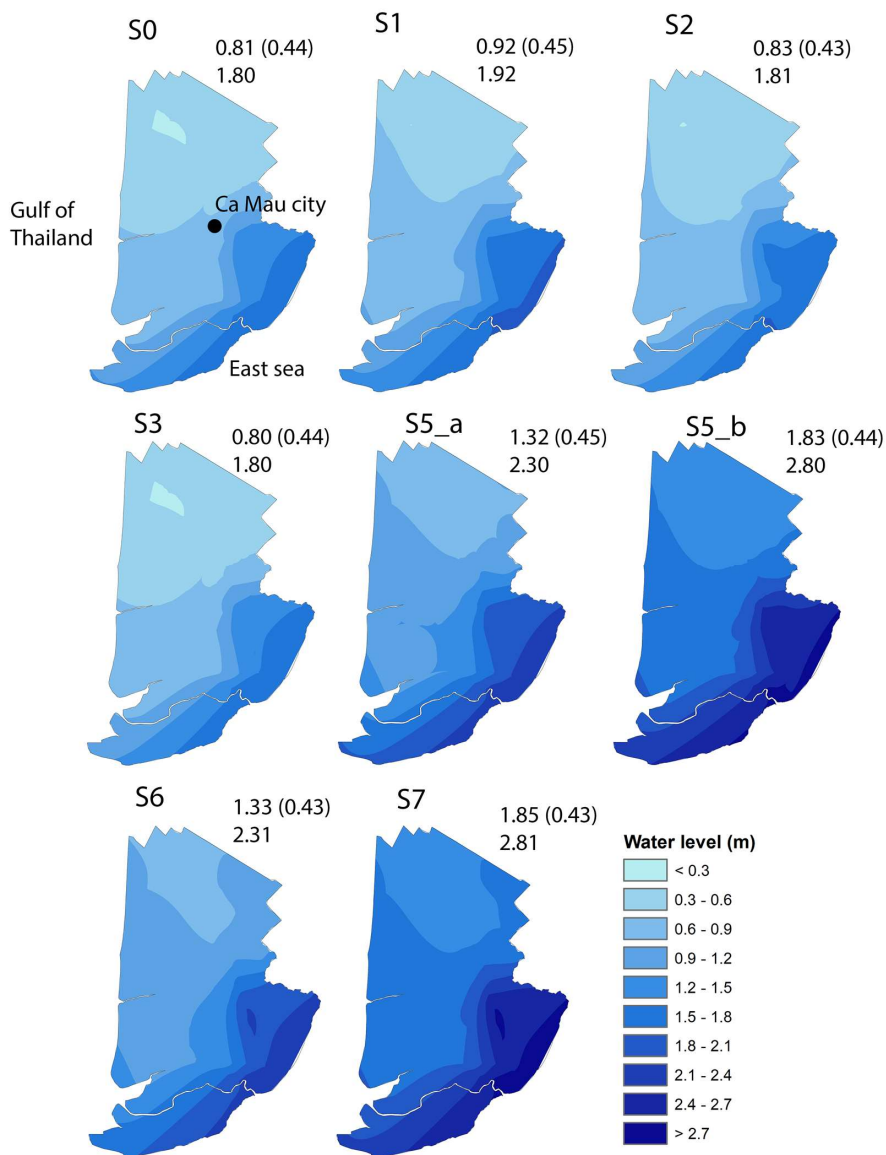 S0
0.81 (0.44)
1.80
S1
0.92 (0.45)
1.92
S2
0.83 (0.43)
1.81
Gulf of
Thailand
Ca Mau city
East sea
S3
0.80 (0.44)
1.80
S5_a
1.32 (0.45)
2.30
S5_b
1.83 (0.44)
2.80
S6
1.33 (0.43)
2.31
S7
1.85 (0.43)
2.81
Water level (m)
< 0.3
0.3 - 0.6
0.6 - 0.9
0.9 - 1.2
1.2 - 1.5
1.5 - 1.8
1.8 - 2.1
2.1 - 2.4
2.4 - 2.7
> 2.7